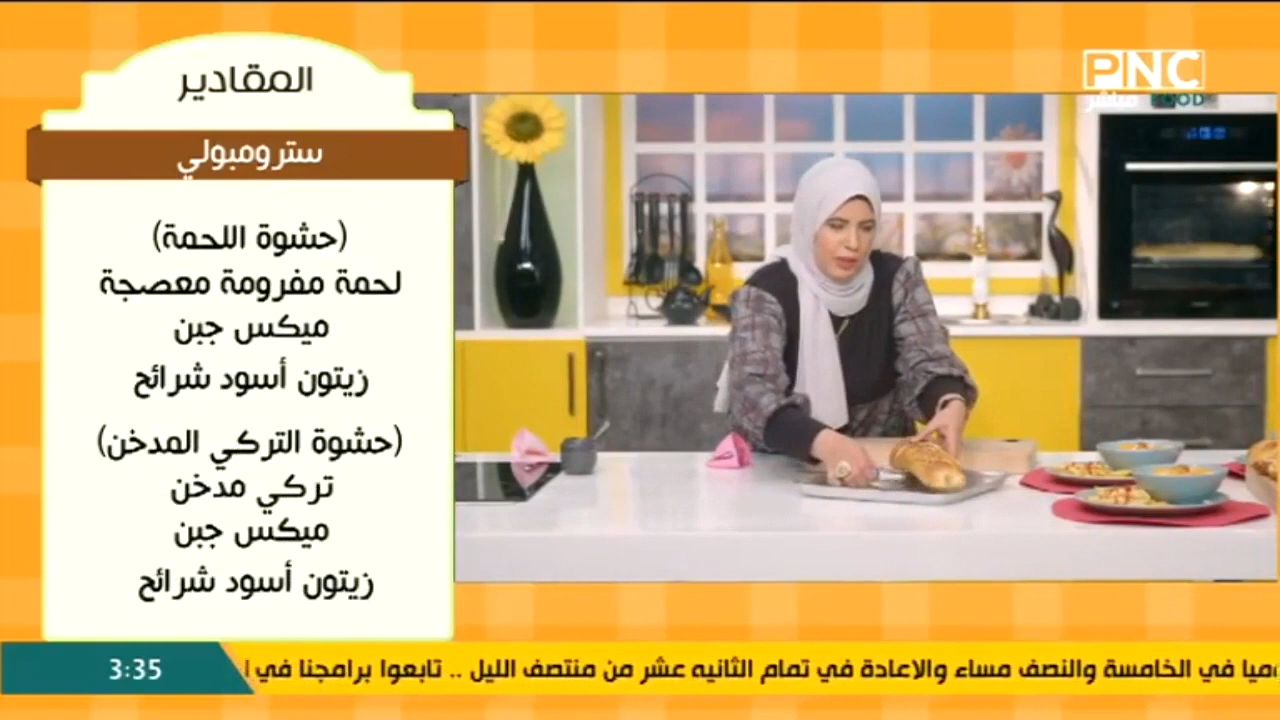 المقادير
سترومبولي
(حشوة اللحمة)
لحمة مفرومة معصجة
ميكس جبن
زيتون أسود شرائح
(حشوة التركي المدخن)
تركي مدخن
ميكس جبن
زيتون أسود شرائح
PNC
مباشر FOOD
3:35
في الخامسة والنصف مساء والاعادة في تمام الثانيه عشر من منتصف الليل .. تابعوا برامجنا في